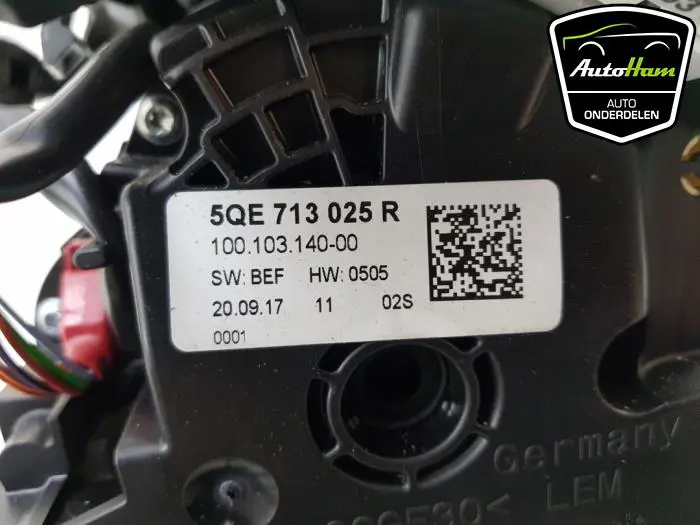 AutoHam
AUTO
ONDERDELEN
5QE 713 025 R
100.103.140-00
SW: BEF HW: 0505
20.09.17 11 02S
0001
Germany
LEM